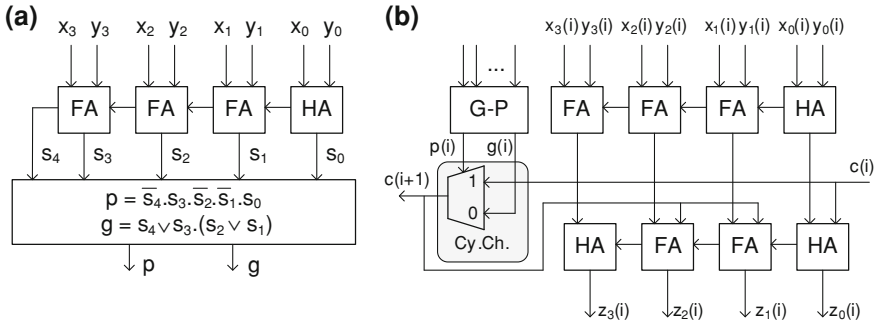 (a)
x₃ y₃ x₂ y₂ x₁ y₁ x₀ y₀
FA FA FA HA
s₄ s₃ s₂ s₁ s₀
p = s̅₄.s₃.s̅₂.s̅₁.s₀
g = s₄∨s₃.(s₂∨s₁)
p g
(b)
x₃(i) y₃(i) x₂(i) y₂(i) x₁(i) y₁(i) x₀(i) y₀(i)
...
G-P FA FA FA HA
p(i) g(i)
c(i+1) 1 c(i)
0
Cy.Ch. HA FA FA HA
z₃(i) z₂(i) z₁(i) z₀(i)